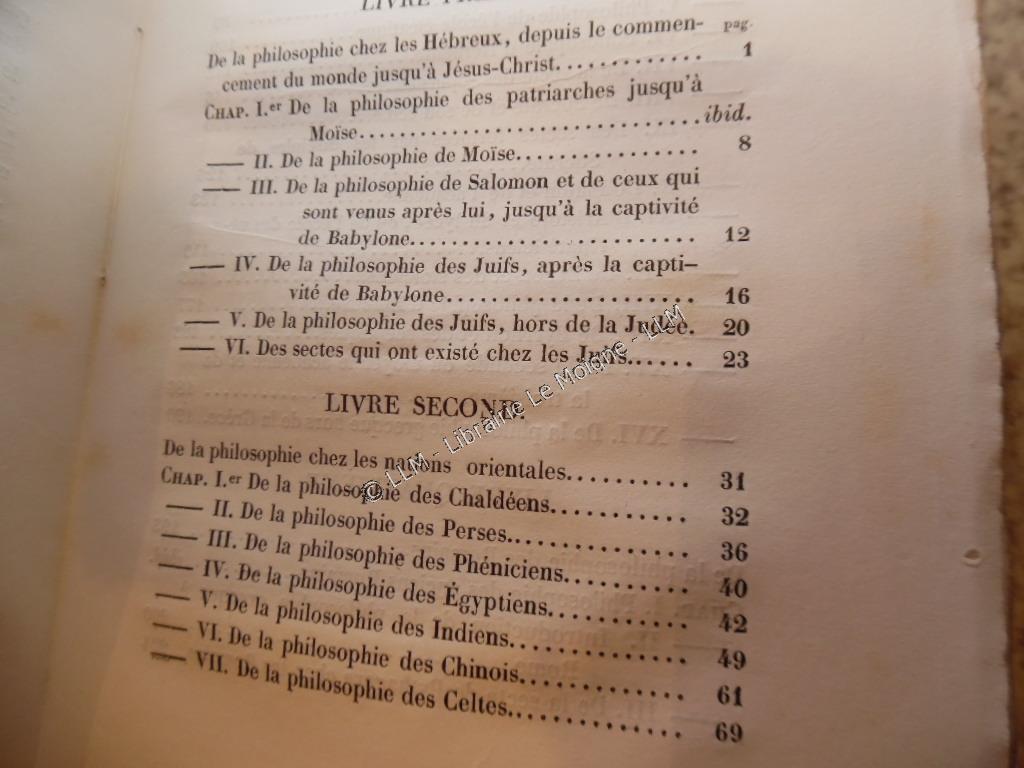 LIVRE
De la philosophie chez les Hébreux, depuis le commen- pag.
cement du monde jusqu'à Jésus-Christ............ 1
CHAP. I.er De la philosophie des patriarches jusqu'à
Moïse................................ibid.
—— II. De la philosophie de Moïse................ 8
—— III. De la philosophie de Salomon et de ceux qui
sont venus après lui, jusqu'à la captivité
de Babylone......................... 12
—— IV. De la philosophie des Juifs, après la capti-
vité de Babylone...................... 16
—— V. De la philosophie des Juifs, hors de la Judée. 20
—— VI. Des sectes qui ont existé chez les Juifs...... 23
LIVRE SECOND.
De la philosophie chez les nations orientales.......... 31
CHAP. I.er De la philosophie des Chaldéens........... 32
—— II. De la philosophie des Perses.............. 36
—— III. De la philosophie des Phéniciens.......... 40
—— IV. De la philosophie des Égyptiens........... 42
—— V. De la philosophie des Indiens............. 49
—— VI. De la philosophie des Chinois............. 61
—— VII. De la philosophie des Celtes............. 69
© LLM - Librairie Le Moigne - LLM